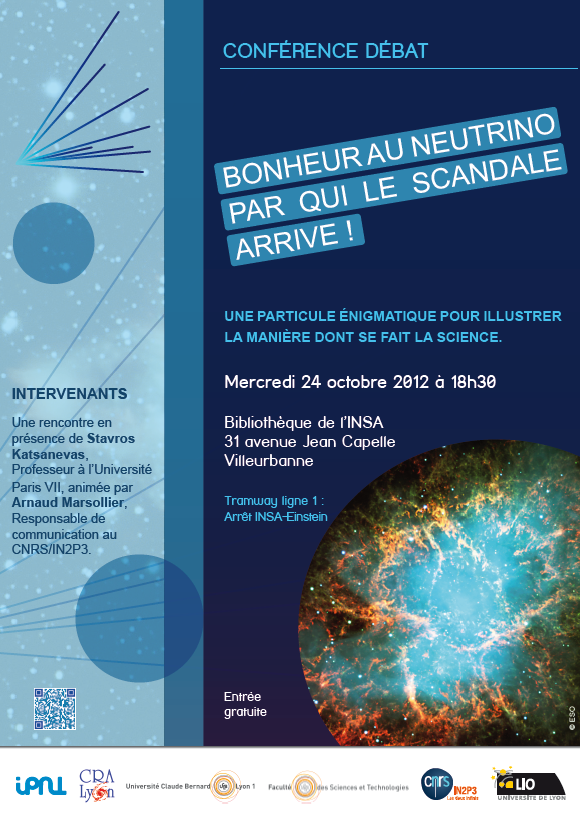 CONFÉRENCE DÉBAT
BONHEUR AU NEUTRINO
PAR QUI LE SCANDALE
ARRIVE !
UNE PARTICULE ÉNIGMATIQUE POUR ILLUSTRER
LA MANIÈRE DONT SE FAIT LA SCIENCE.
Mercredi 24 octobre 2012 à 18h30
Bibliothèque de l'INSA
31 avenue Jean Capelle
Villeurbanne
Tramway ligne 1 :
Arrêt INSA-Einstein
INTERVENANTS
Une rencontre en
présence de Stavros
Katsanevas,
Professeur à l'Université
Paris VII, animée par
Arnaud Marsollier,
Responsable de
communication au
CNRS/IN2P3.
Entrée
gratuite
© ESO
ipnl
CRA
Lyon
Université Claude Bernard Lyon 1
Faculté des Sciences et Technologies
cnrs
IN2P3
Les deux infinis
LIO
UNIVERSITÉ DE LYON